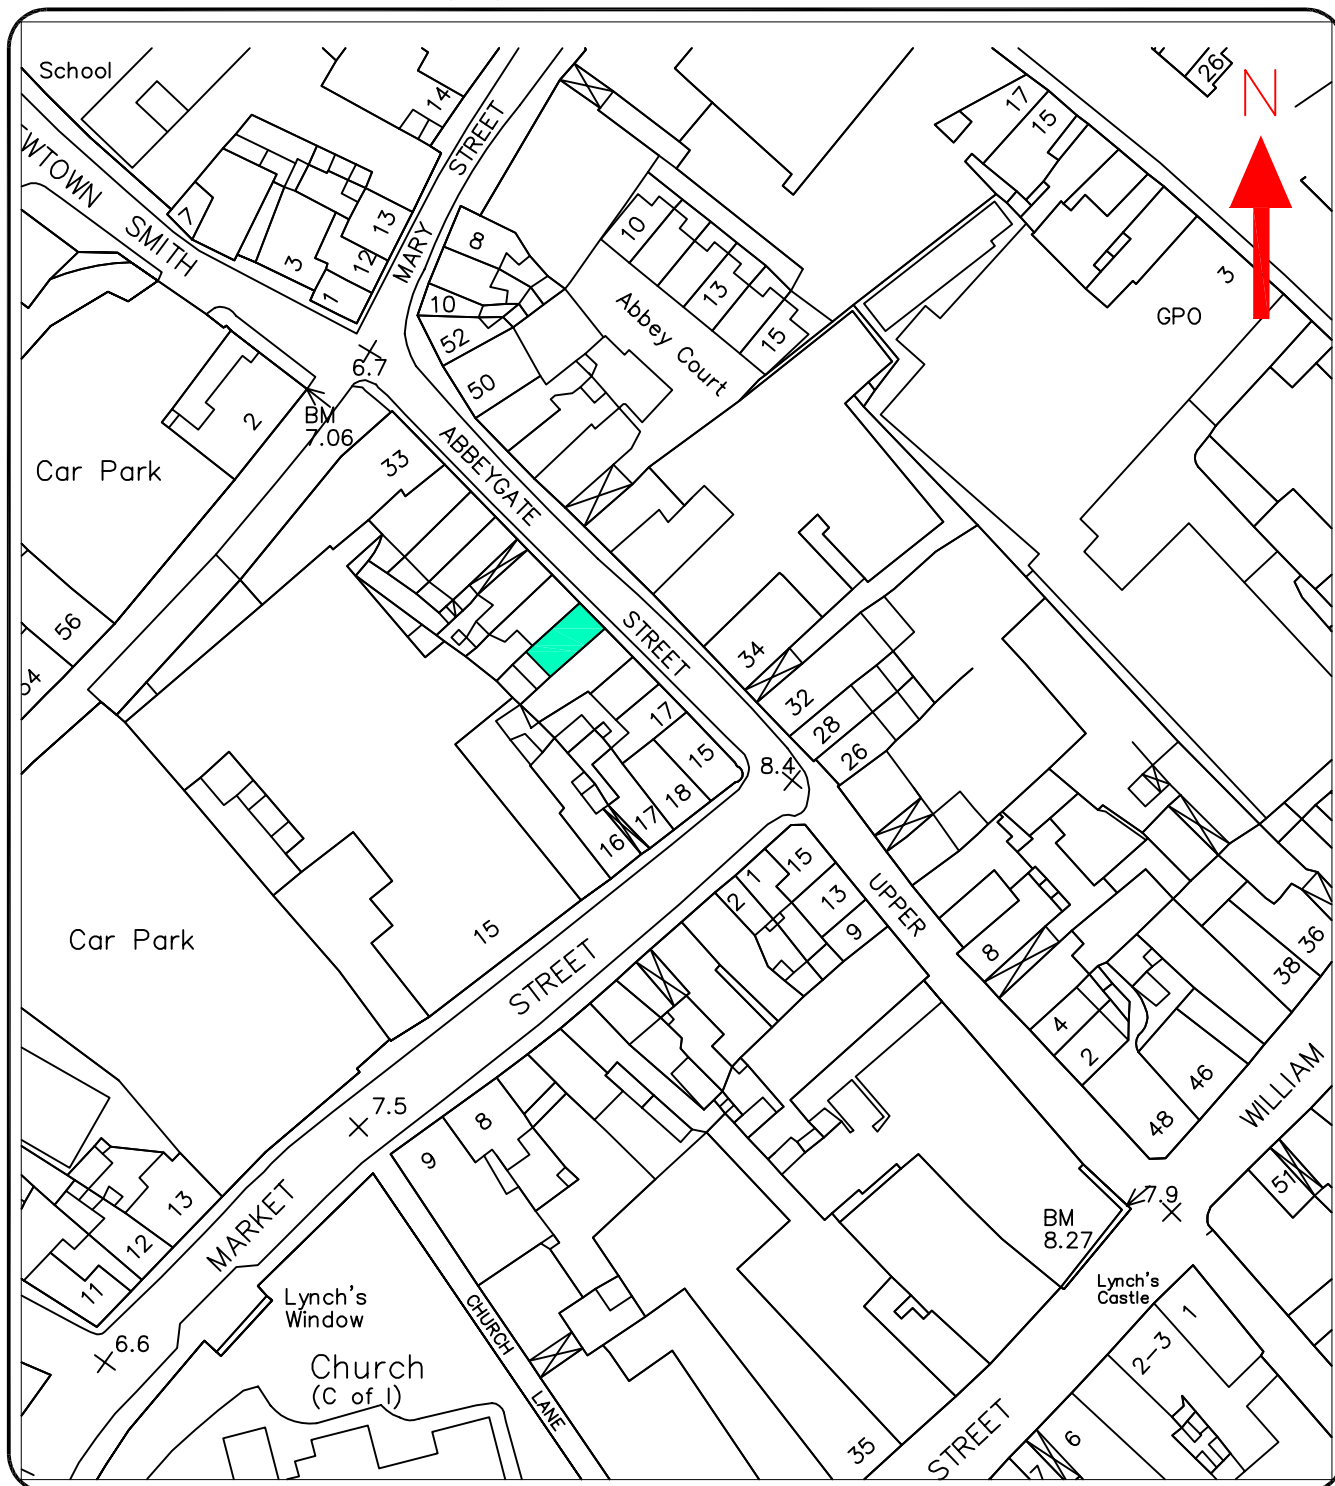 School
26
N
17
15
14
STREET
WTOWN
SMITH
7
13
3
12
1
MARY
8
10
52
50
10
13
15
Abbey Court
3
GPO
6.7
BM
7.06
2
33
Car Park
ABBEYGATE
STREET
56
34
32
28
26
17
15
8.4
18
17
16
15
Car Park
STREET
1
2
15
13
9
UPPER
8
4
2
36
38
46
48
WILLIAM
7.5
8
9
13
12
11
MARKET
51
7.9
BM
8.27
Lynch's
Castle
Lynch's
Window
CHURCH
LANE
6.6
Church
(C of I)
1
2-3
6
7
35
STREET